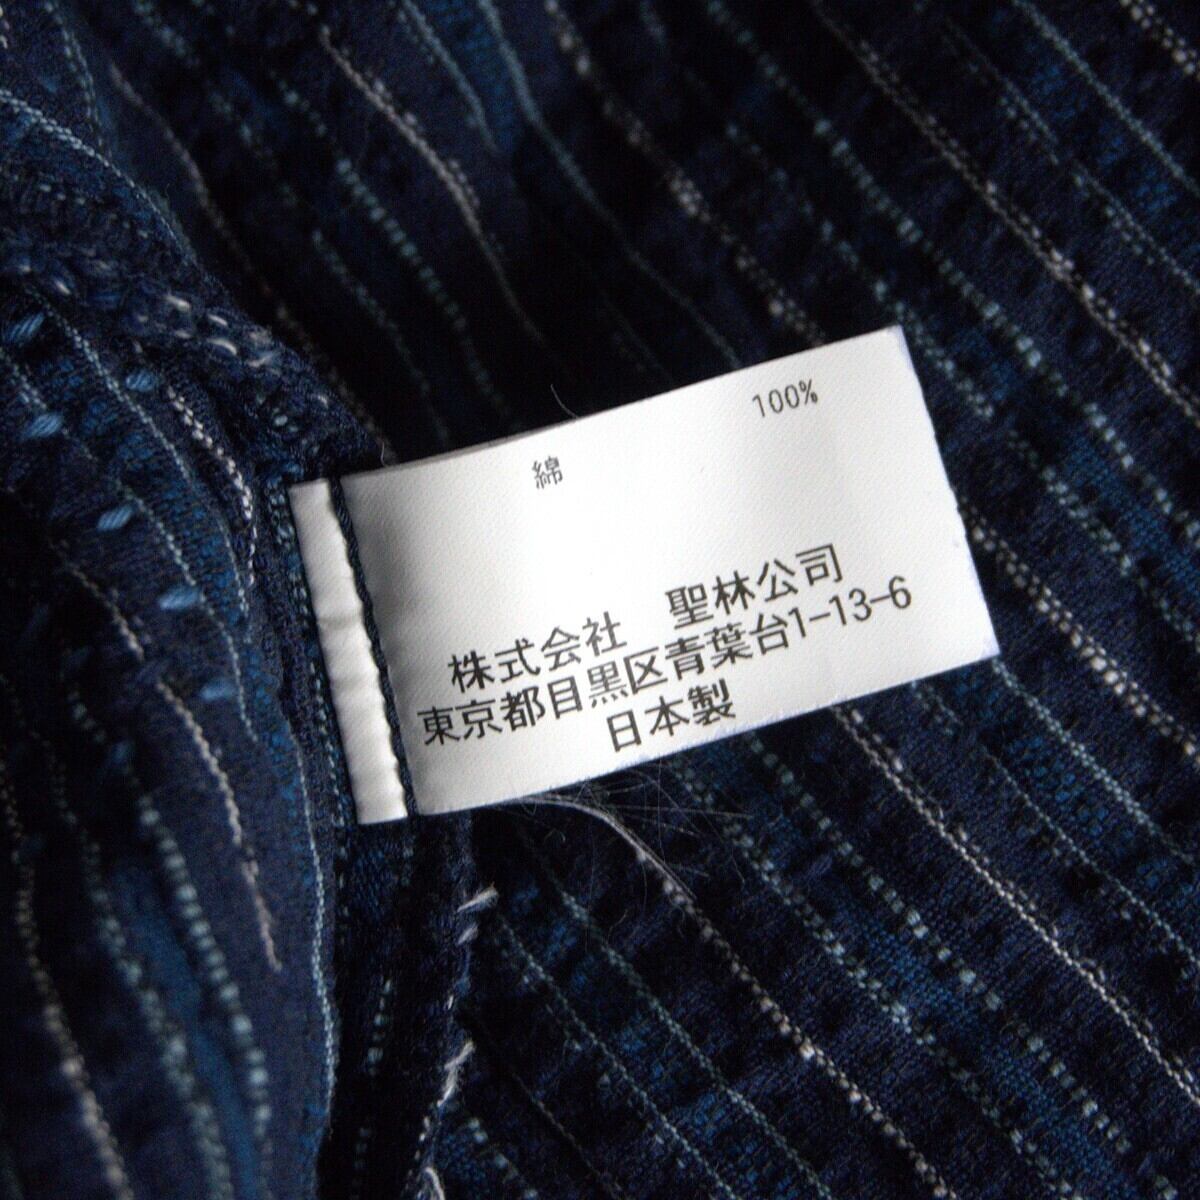 綿 100%
株式会社 聖林公司
東京都目黒区青葉台1-13-6
日本製